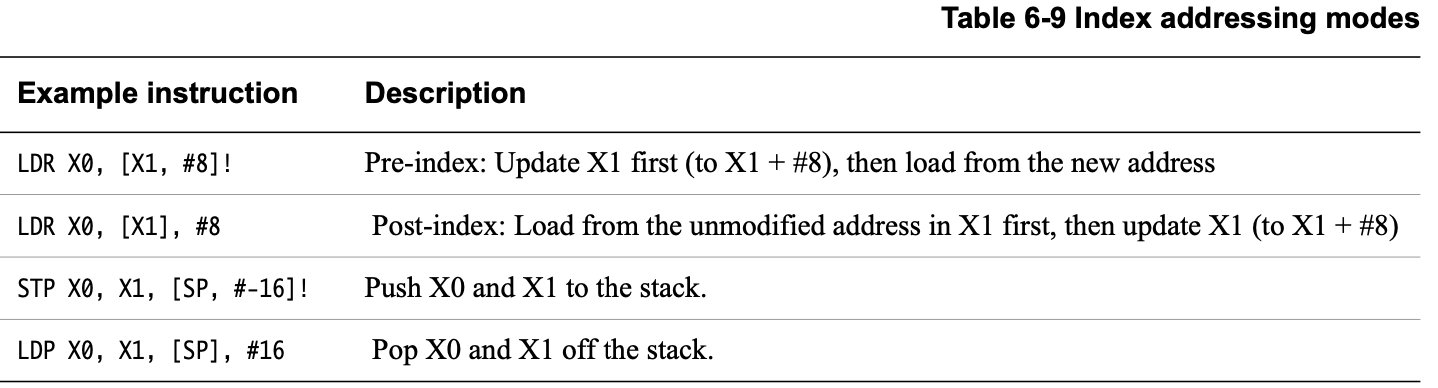 Table 6-9 Index addressing modes
Example instruction Description
LDR X0, [X1, #8]! Pre-index: Update X1 first (to X1 + #8), then load from the new address
LDR X0, [X1], #8 Post-index: Load from the unmodified address in X1 first, then update X1 (to X1 + #8)
STP X0, X1, [SP, #-16]! Push X0 and X1 to the stack.
LDP X0, X1, [SP], #16 Pop X0 and X1 off the stack.